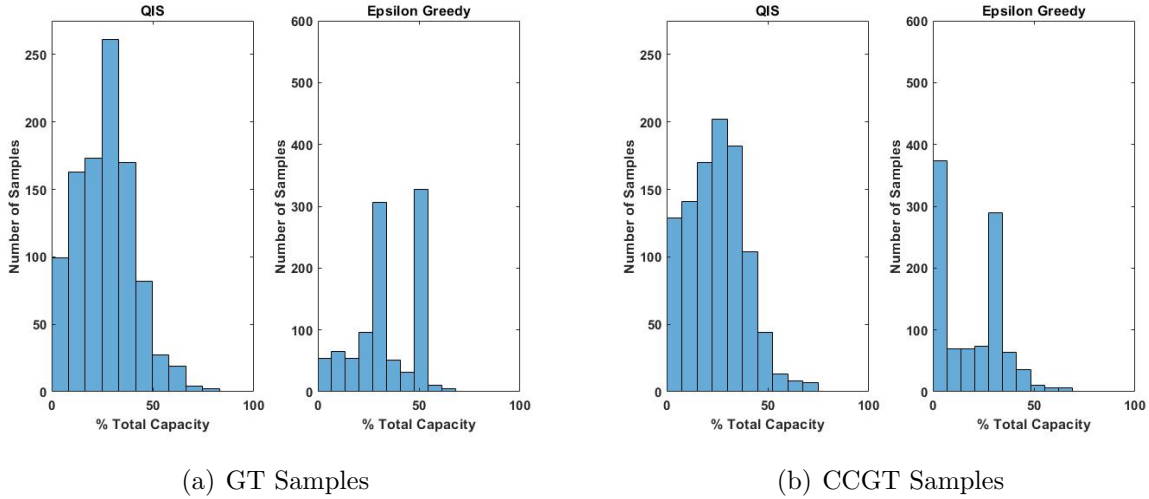 QIS
Epsilon Greedy
QIS
Epsilon Greedy
Number of Samples
250
200
150
100
50
0
0 50 100
% Total Capacity
Number of Samples
600
500
400
300
200
100
0
0 50 100
% Total Capacity
Number of Samples
250
200
150
100
50
0
0 50 100
% Total Capacity
Number of Samples
600
500
400
300
200
100
0
0 50 100
% Total Capacity
(a) GT Samples
(b) CCGT Samples